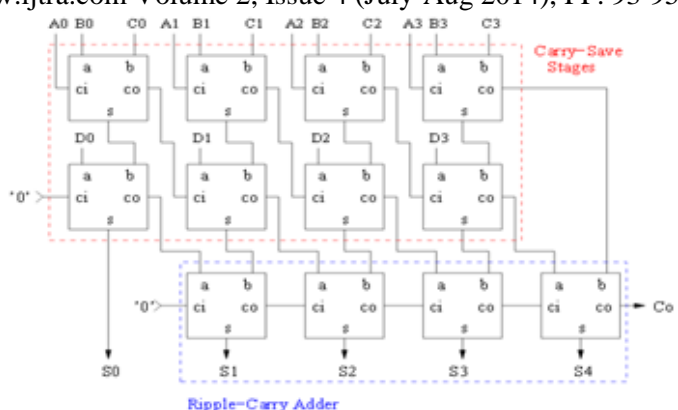 w.ijtra.com Volume 2, Issue 4 (July-Aug 2014), PP. 93-95
A0 B0 C0 A1 B1 C1 A2 B2 C2 A3 B3 C3
Carry-Save
Stages
a b a b a b a b
ci co ci co ci co ci co
s s s s
D0 D1 D2 D3
a b a b a b a b
"0" ci co ci co ci co ci co
s s s s
a b a b a b a b
"0" ci co ci co ci co ci co Co
s s s s
S0 S1 S2 S3 S4
Ripple-Carry Adder